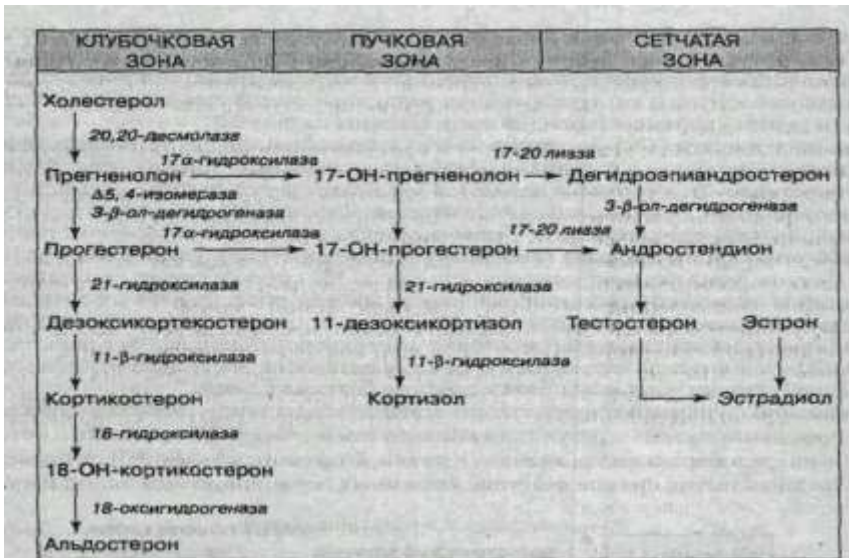 КЛУБОЧКОВАЯ ЗОНА
ПУЧКОВАЯ ЗОНА
СЕТЧАТАЯ ЗОНА
Холестерол
20,20-десмолаза
17α-гидроксилаза
17-20 лиаза
Прегненолон
17-ОН-прегненолон
Дегидроэпиандростерон
Δ5, 4-изомераза
3-β-ол-дегидрогеназа
3-β-ол-дегидрогеназа
17α-гидроксилаза
17-20 лиаза
Прогестерон
17-ОН-прогестерон
Андростендион
21-гидроксилаза
21-гидроксилаза
Дезоксикортекостерон
11-дезоксикортизол
Тестостерон
Эстрон
11-β-гидроксилаза
11-β-гидроксилаза
Кортикостерон
Кортизол
Эстрадиол
18-гидроксилаза
18-ОН-кортикостерон
18-оксигидрогеназа
Альдостерон